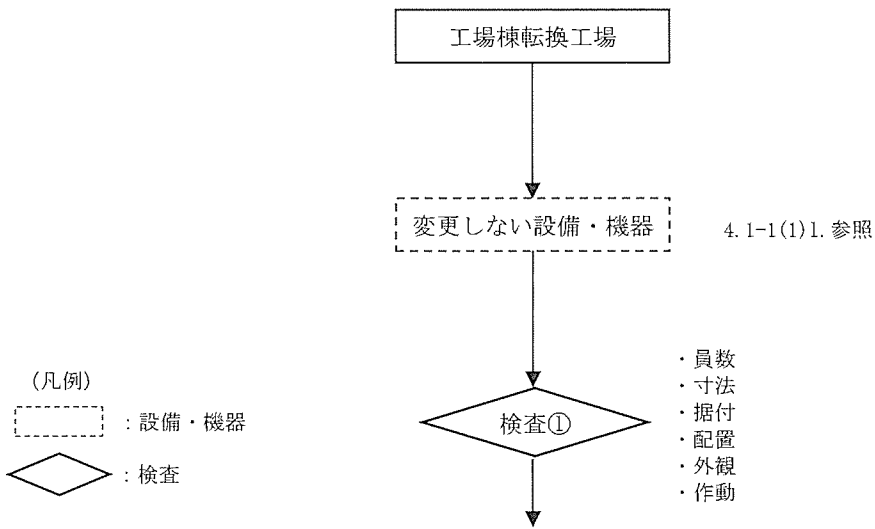 工場棟転換工場
変更しない設備・機器
4.1-1(1)l.参照
検査①
・員数
・寸法
・据付
・配置
・外観
・作動
(凡例)
：設備・機器
：検査